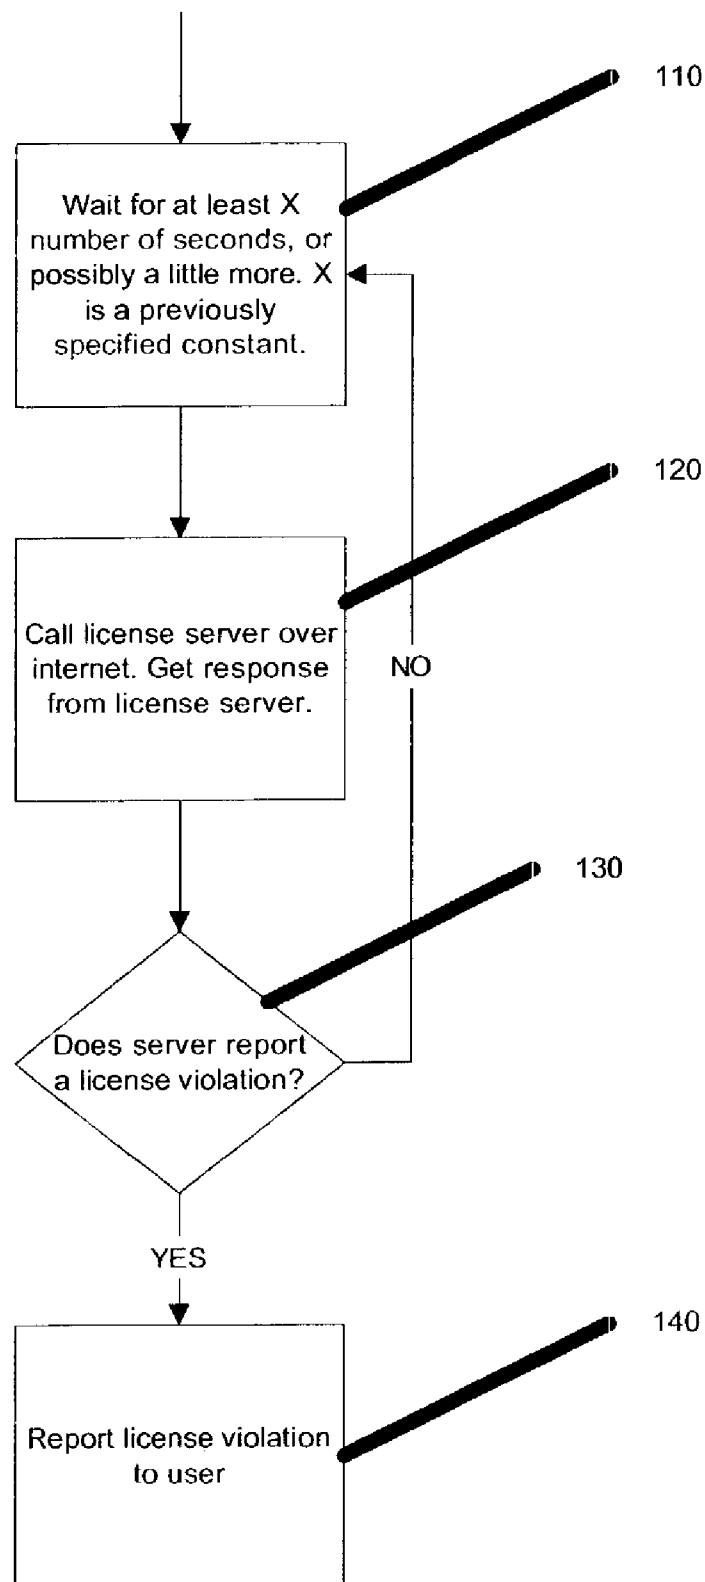 110
Wait for at least X
number of seconds, or
possibly a little more. X
is a previously
specified constant.
120
Call license server over
internet. Get response
from license server.
NO
130
Does server report
a license violation?
YES
140
Report license violation
to user